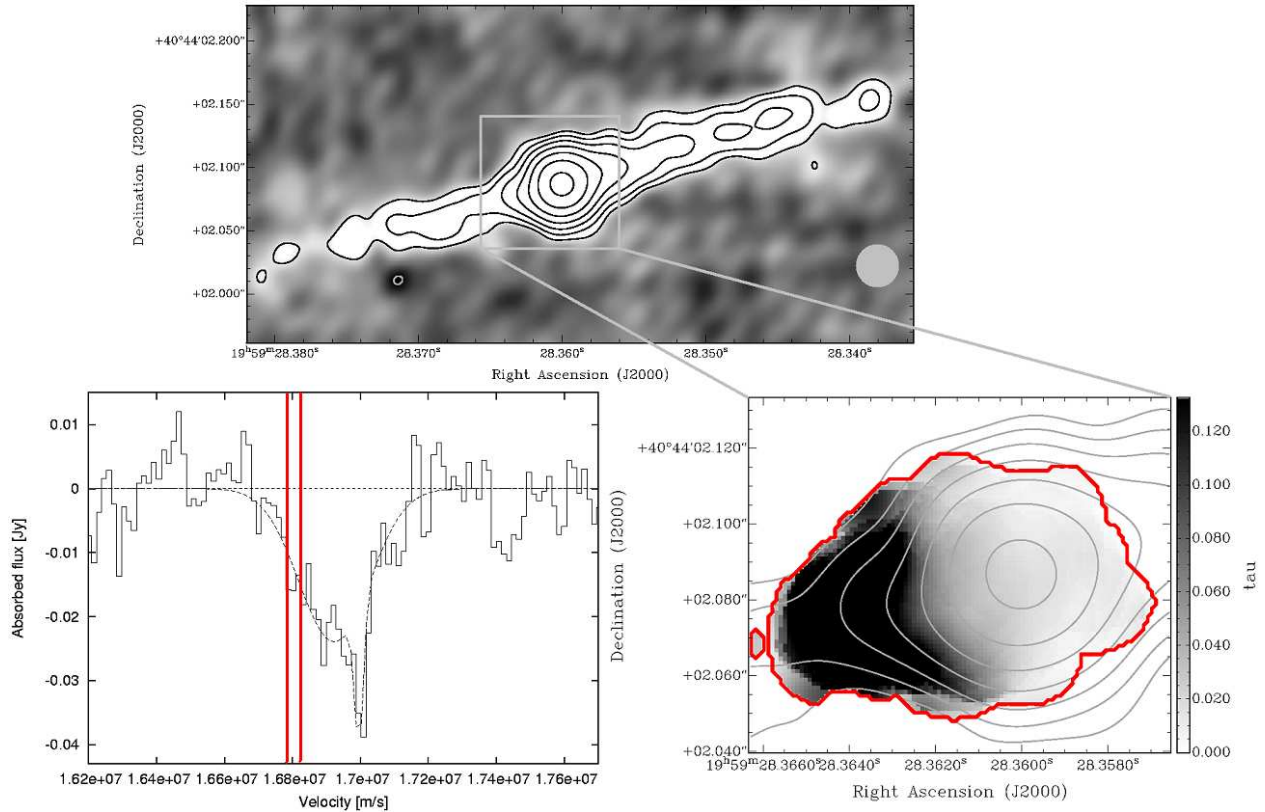 +40°44′02.200″
+02.150″
+02.100″
+02.050″
+02.000″
Declination (J2000)
19ʰ59ᵐ28.380ˢ 28.370ˢ 28.360ˢ 28.350ˢ 28.340ˢ
Right Ascension (J2000)
0.01
0
-0.01
-0.02
-0.03
-0.04
Absorbed flux [Jy]
1.62e+07 1.64e+07 1.66e+07 1.68e+07 1.7e+07 1.72e+07 1.74e+07 1.76e+07
Velocity [m/s]
+40°44′02.120″
+02.100″
+02.080″
+02.060″
+02.040″
Declination (J2000)
19ʰ59ᵐ28.3660ˢ 28.3640ˢ 28.3620ˢ 28.3600ˢ 28.3580ˢ
Right Ascension (J2000)
0.120
0.100
0.080
0.060
0.040
0.020
0.000
tau